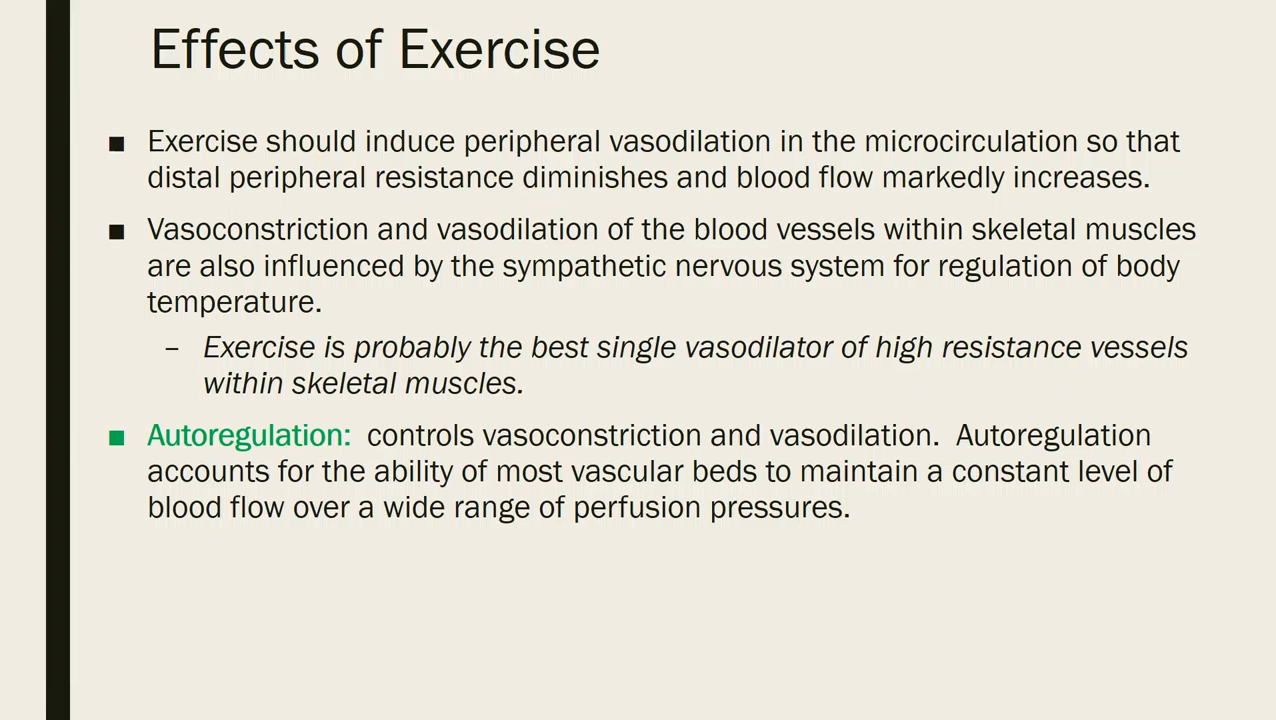 Effects of Exercise
■ Exercise should induce peripheral vasodilation in the microcirculation so that
distal peripheral resistance diminishes and blood flow markedly increases.
■ Vasoconstriction and vasodilation of the blood vessels within skeletal muscles
are also influenced by the sympathetic nervous system for regulation of body
temperature.
– Exercise is probably the best single vasodilator of high resistance vessels
within skeletal muscles.
■ Autoregulation: controls vasoconstriction and vasodilation. Autoregulation
accounts for the ability of most vascular beds to maintain a constant level of
blood flow over a wide range of perfusion pressures.